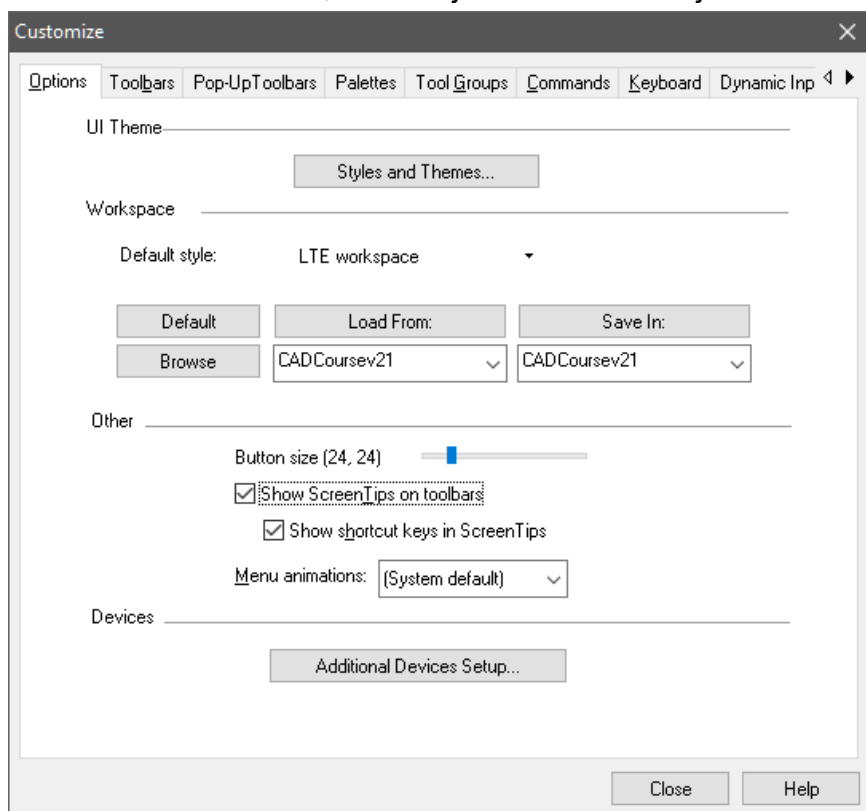 Customize
Options Toolbars Pop-UpToolbars Palettes Tool Groups Commands Keyboard Dynamic Inp
UI Theme
Styles and Themes...
Workspace
Default style: LTE workspace
Default Load From: Save In:
Browse CADCoursev21 CADCoursev21
Other
Button size (24, 24)
Show ScreenTips on toolbars
Show shortcut keys in ScreenTips
Menu animations: (System default)
Devices
Additional Devices Setup...
Close Help